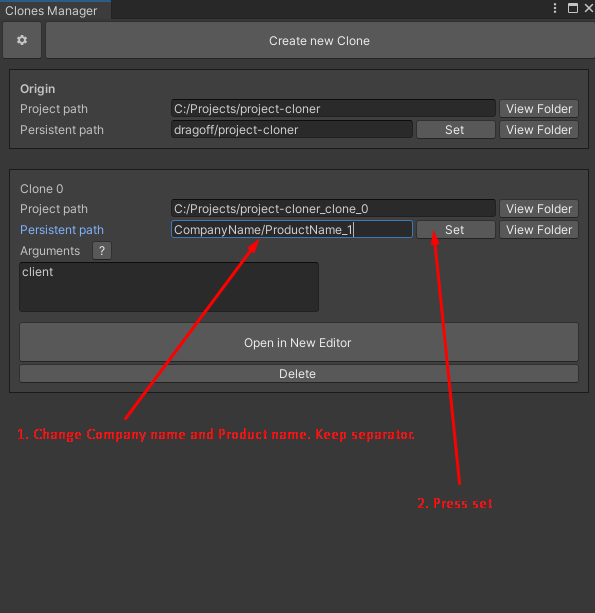 Clones Manager
Create new Clone
Origin
Project path C:/Projects/project-cloner View Folder
Persistent path dragoff/project-cloner Set View Folder
Clone 0
Project path C:/Projects/project-cloner_clone_0 View Folder
Persistent path CompanyName/ProductName_1 Set View Folder
Arguments ?
client
Open in New Editor
Delete
1. Change Company name and Product name. Keep separator.
2. Press set